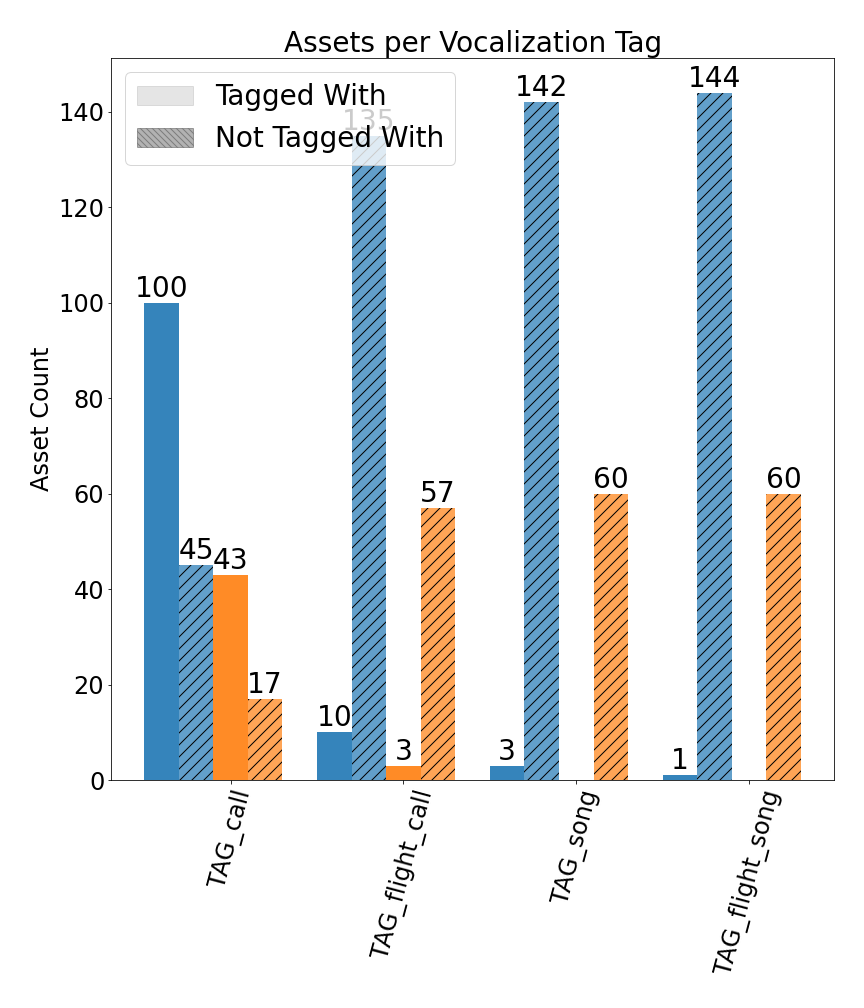 Assets per Vocalization Tag
Tagged With
Not Tagged With
Asset Count
140
120
100
80
60
40
20
0
100
45
43
17
10
135
3
57
3
142
60
1
144
60
TAG_call
TAG_flight_call
TAG_song
TAG_flight_song